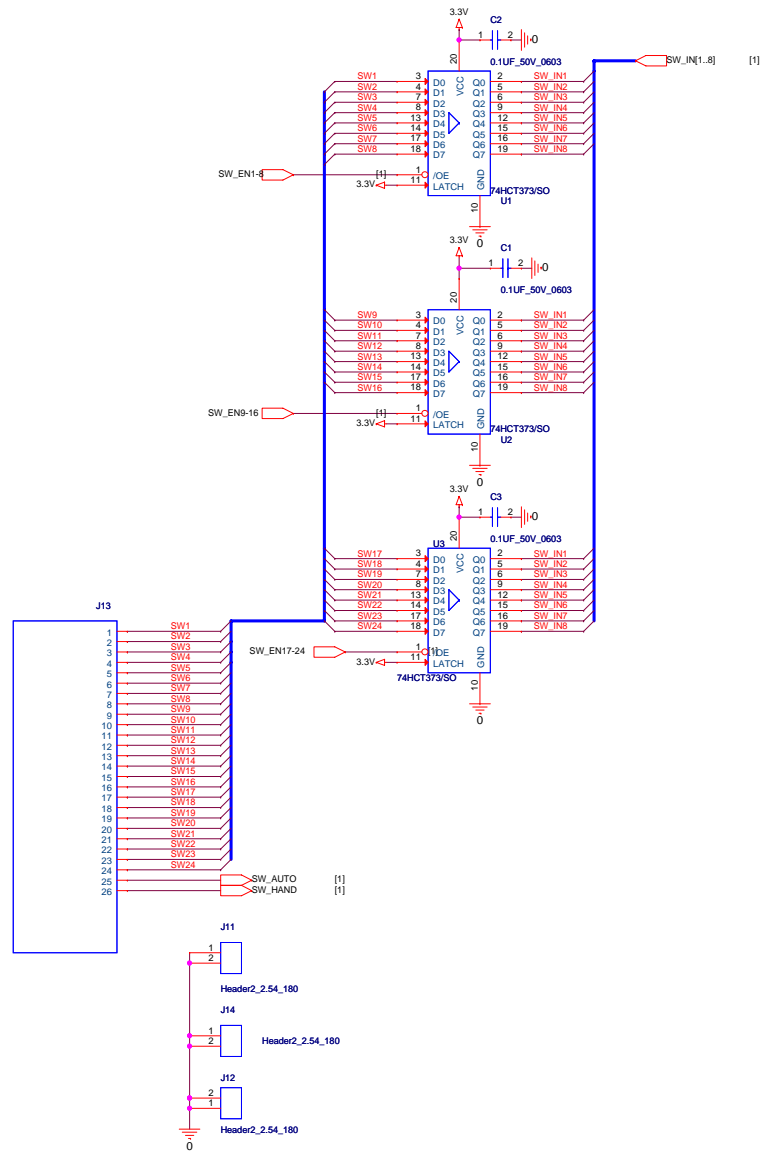 3.3V
C2
1 2 0
0.1UF_50V_0603
20
VCC
SW_IN[1..8] [1]
SW1 3 D0 Q0 2 SW_IN1
SW2 4 D1 Q1 5 SW_IN2
SW3 7 D2 Q2 6 SW_IN3
SW4 8 D3 Q3 9 SW_IN4
SW5 13 D4 Q4 12 SW_IN5
SW6 14 D5 Q5 15 SW_IN6
SW7 17 D6 Q6 16 SW_IN7
SW8 18 D7 Q7 19 SW_IN8
SW_EN1-8 [1] 1 /OE
3.3V 11 LATCH GND
10
74HCT373/SO
U1
0
3.3V
C1
1 2 0
0.1UF_50V_0603
20
VCC
SW9 3 D0 Q0 2 SW_IN1
SW10 4 D1 Q1 5 SW_IN2
SW11 7 D2 Q2 6 SW_IN3
SW12 8 D3 Q3 9 SW_IN4
SW13 13 D4 Q4 12 SW_IN5
SW14 14 D5 Q5 15 SW_IN6
SW15 17 D6 Q6 16 SW_IN7
SW16 18 D7 Q7 19 SW_IN8
SW_EN9-16 [1] 1 /OE
3.3V 11 LATCH GND
10
74HCT373/SO
U2
0
3.3V
C3
1 2 0
0.1UF_50V_0603
20
U3
VCC
SW17 3 D0 Q0 2 SW_IN1
SW18 4 D1 Q1 5 SW_IN2
SW19 7 D2 Q2 6 SW_IN3
SW20 8 D3 Q3 9 SW_IN4
SW21 13 D4 Q4 12 SW_IN5
SW22 14 D5 Q5 15 SW_IN6
SW23 17 D6 Q6 16 SW_IN7
SW24 18 D7 Q7 19 SW_IN8
SW_EN17-24 1 [1] /OE
3.3V 11 LATCH GND
10
74HCT373/SO
0
J13
1 SW1
2 SW2
3 SW3
4 SW4
5 SW5
6 SW6
7 SW7
8 SW8
9 SW9
10 SW10
11 SW11
12 SW12
13 SW13
14 SW14
15 SW15
16 SW16
17 SW17
18 SW18
19 SW19
20 SW20
21 SW21
22 SW22
23 SW23
24 SW24
25 SW_AUTO [1]
26 SW_HAND [1]
J11
1
2
Header2_2.54_180
J14
1
2
Header2_2.54_180
J12
2
1
Header2_2.54_180
0